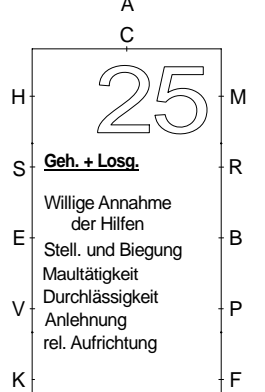 A
C
25
H M
S Geh. + Losg. R
Willige Annahme
der Hilfen
E B
Stell. und Biegung
Maultätigkeit
Durchlässigkeit
V P
Anlehnung
rel. Aufrichtung
K F